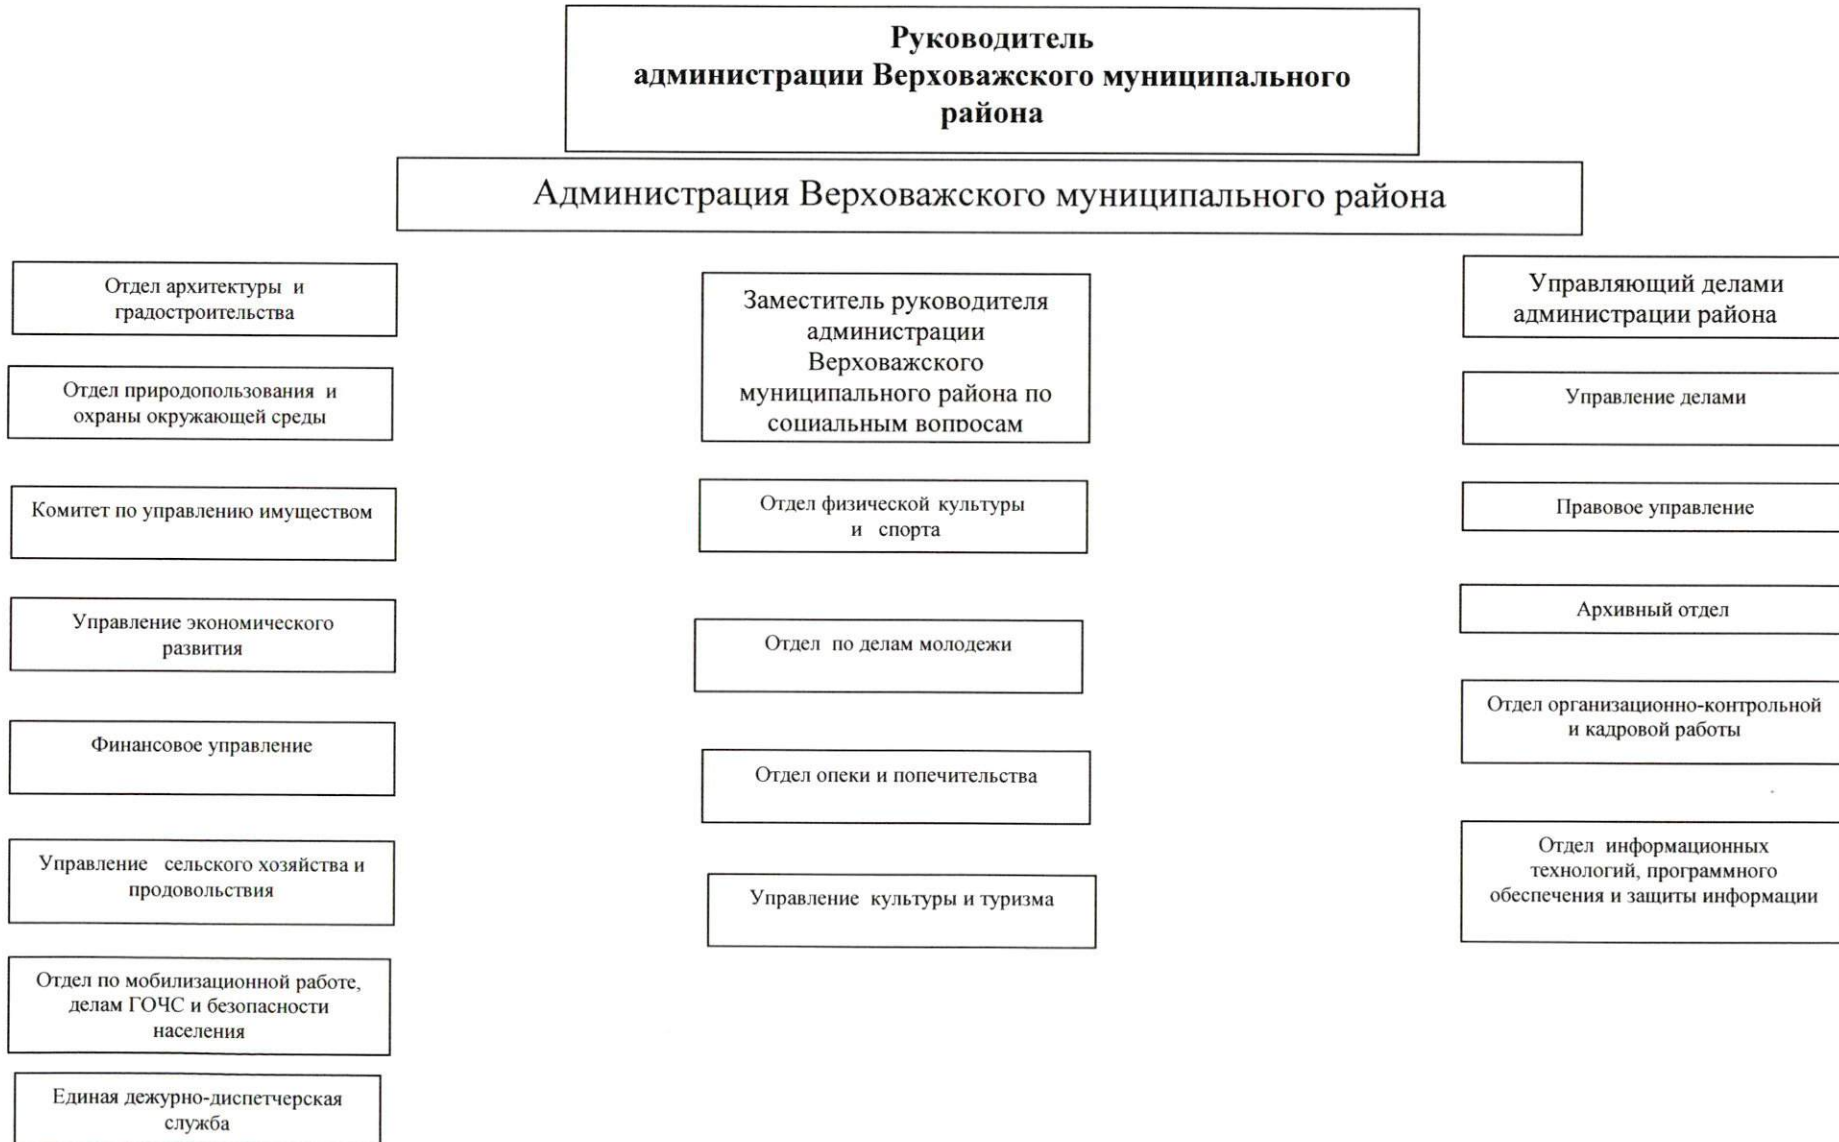 Руководитель
администрации Верховажского муниципального
района
Администрация Верховажского муниципального района
Отдел архитектуры и
градостроительства
Отдел природопользования и
охраны окружающей среды
Комитет по управлению имуществом
Управление экономического
развития
Финансовое управление
Управление сельского хозяйства и
продовольствия
Отдел по мобилизационной работе,
делам ГОЧС и безопасности
населения
Единая дежурно-диспетчерская
служба
Заместитель руководителя
администрации
Верховажского
муниципального района по
социальным вопросам
Отдел физической культуры
и спорта
Отдел по делам молодежи
Отдел опеки и попечительства
Управление культуры и туризма
Управляющий делами
администрации района
Управление делами
Правовое управление
Архивный отдел
Отдел организационно-контрольной
и кадровой работы
Отдел информационных
технологий, программного
обеспечения и защиты информации